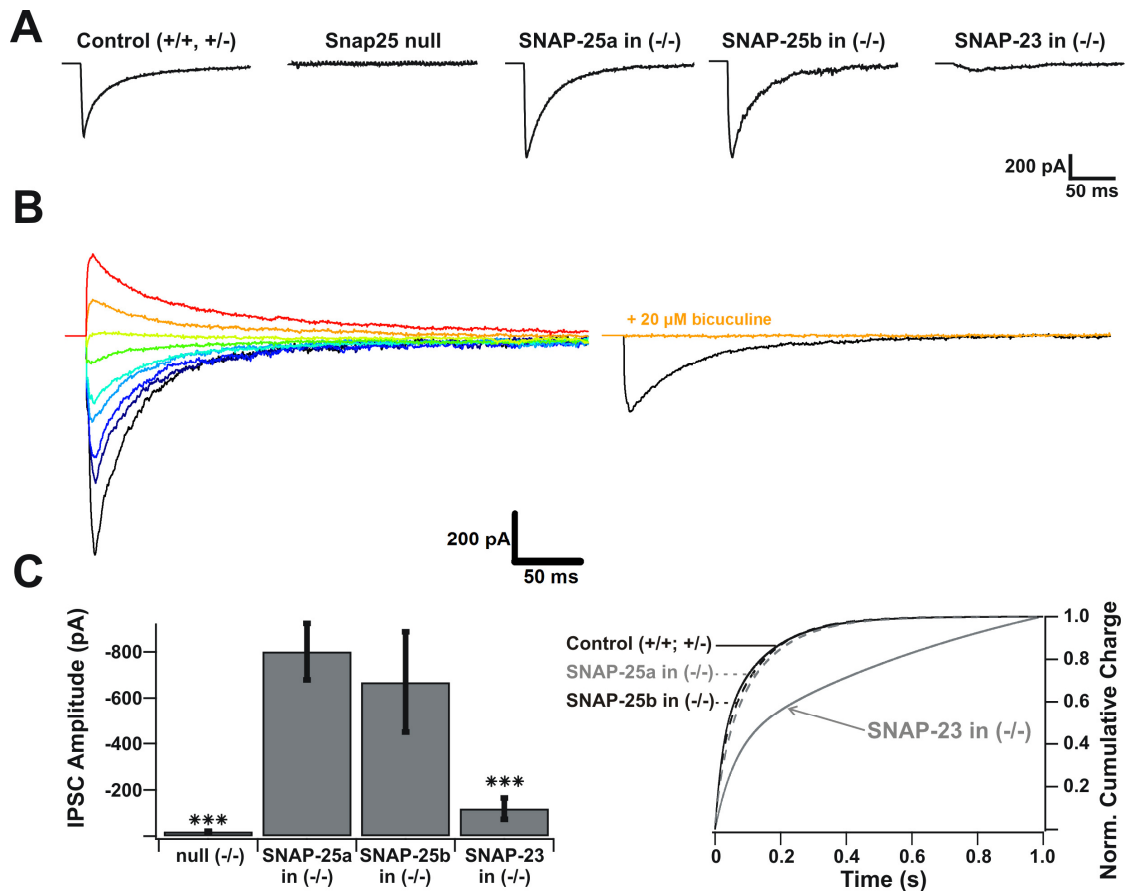 A
Control (+/+, +/-)
Snap25 null
SNAP-25a in (-/-)
SNAP-25b in (-/-)
SNAP-23 in (-/-)
200 pA
50 ms
B
+ 20 µM bicuculine
200 pA
50 ms
C
IPSC Amplitude (pA)
-800
-600
-400
-200
***
***
null (-/-)
SNAP-25a
in (-/-)
SNAP-25b
in (-/-)
SNAP-23
in (-/-)
Control (+/+; +/-)
SNAP-25a in (-/-)
SNAP-25b in (-/-)
SNAP-23 in (-/-)
1.0
0.8
0.6
0.4
0.2
Norm. Cumulative Charge
0
0.2
0.4
0.6
0.8
1.0
Time (s)